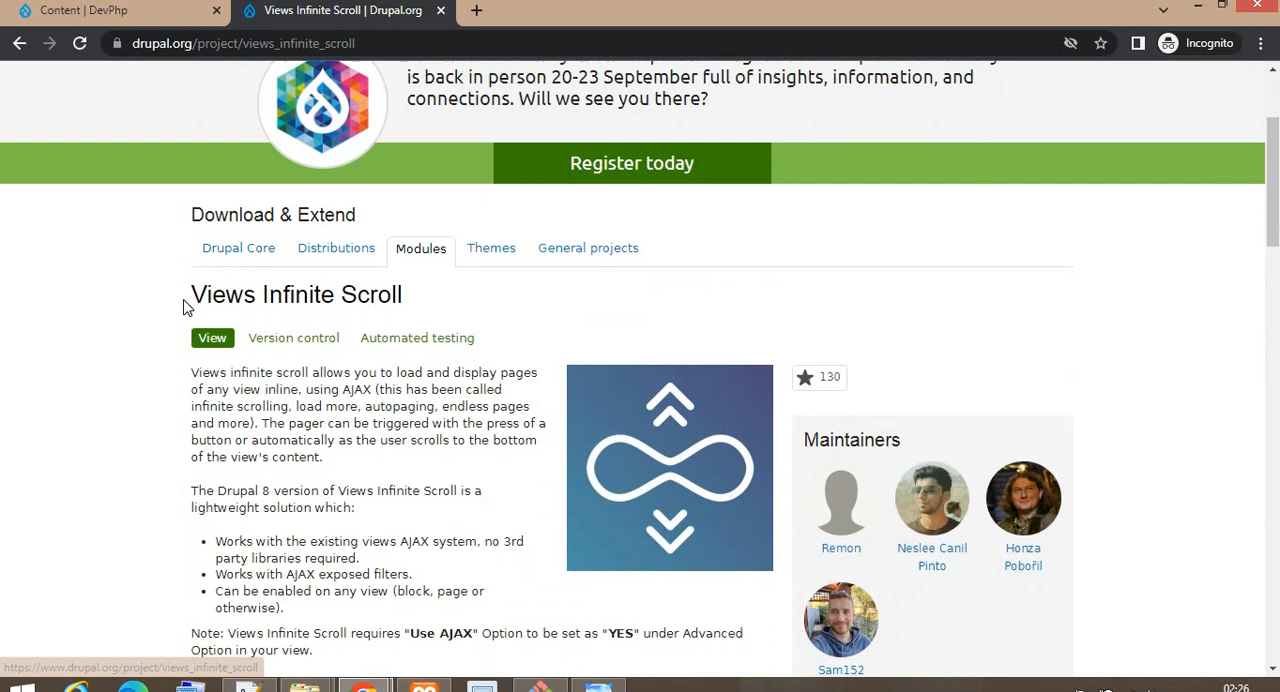 Content | DevPhp
Views Infinite Scroll | Drupal.org
drupal.org/project/views_infinite_scroll
Incognito
is back in person 20-23 September full of insights, information, and
connections. Will we see you there?
Register today
Download & Extend
Drupal Core Distributions Modules Themes General projects
Views Infinite Scroll
View Version control Automated testing
Views infinite scroll allows you to load and display pages
of any view inline, using AJAX (this has been called
infinite scrolling, load more, autopaging, endless pages
and more). The pager can be triggered with the press of a
button or automatically as the user scrolls to the bottom
of the view's content.
The Drupal 8 version of Views Infinite Scroll is a
lightweight solution which:
• Works with the existing views AJAX system, no 3rd
party libraries required.
• Works with AJAX exposed filters.
• Can be enabled on any view (block, page or
otherwise).
Note: Views Infinite Scroll requires "Use AJAX" Option to be set as "YES" under Advanced
Option in your view.
130
Maintainers
Remon
Neslee Canil
Pinto
Honza
Pobořil
Sam152
https://www.drupal.org/project/views_infinite_scroll
02:26